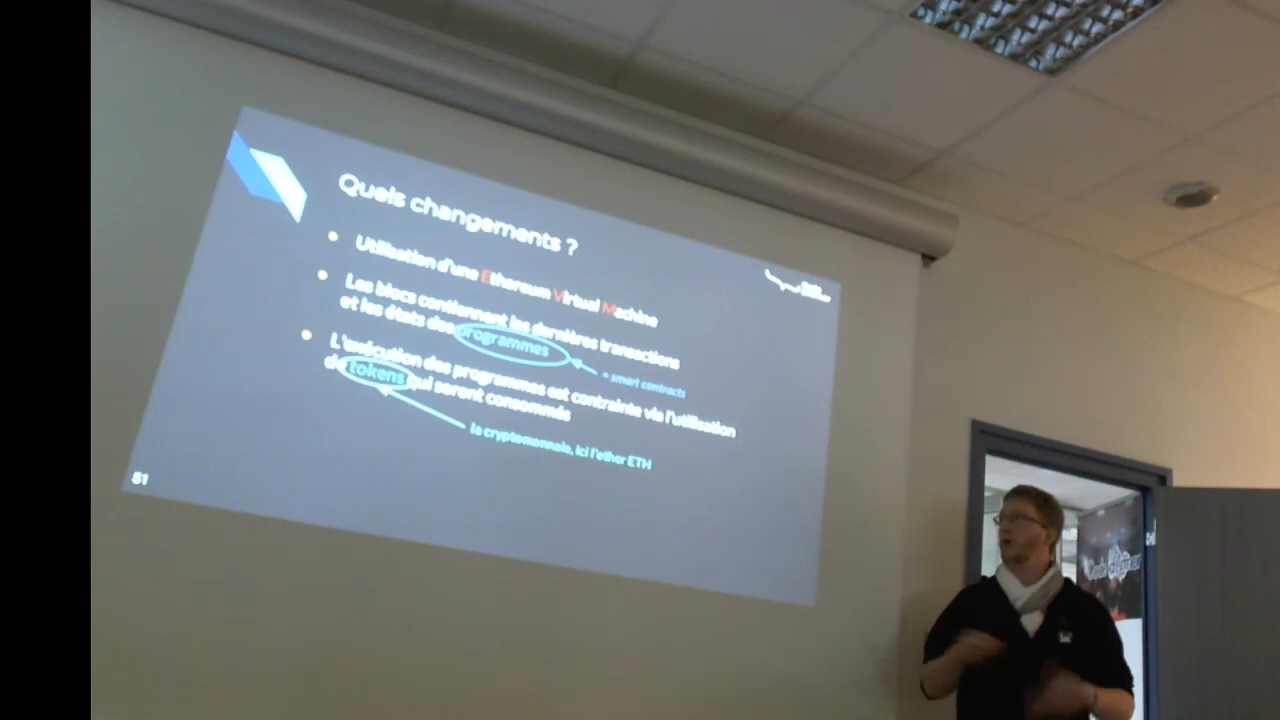 Quels changements ?
Utilisation d'une Ethereum Virtual Machine
Les blocs contiennent les dernières transactions
et les états des programmes
= smart contracts
L'exécution des programmes est contrainte via l'utilisation
de tokens qui seront consommés
la cryptomonnaie, ici l'ether ETH
51